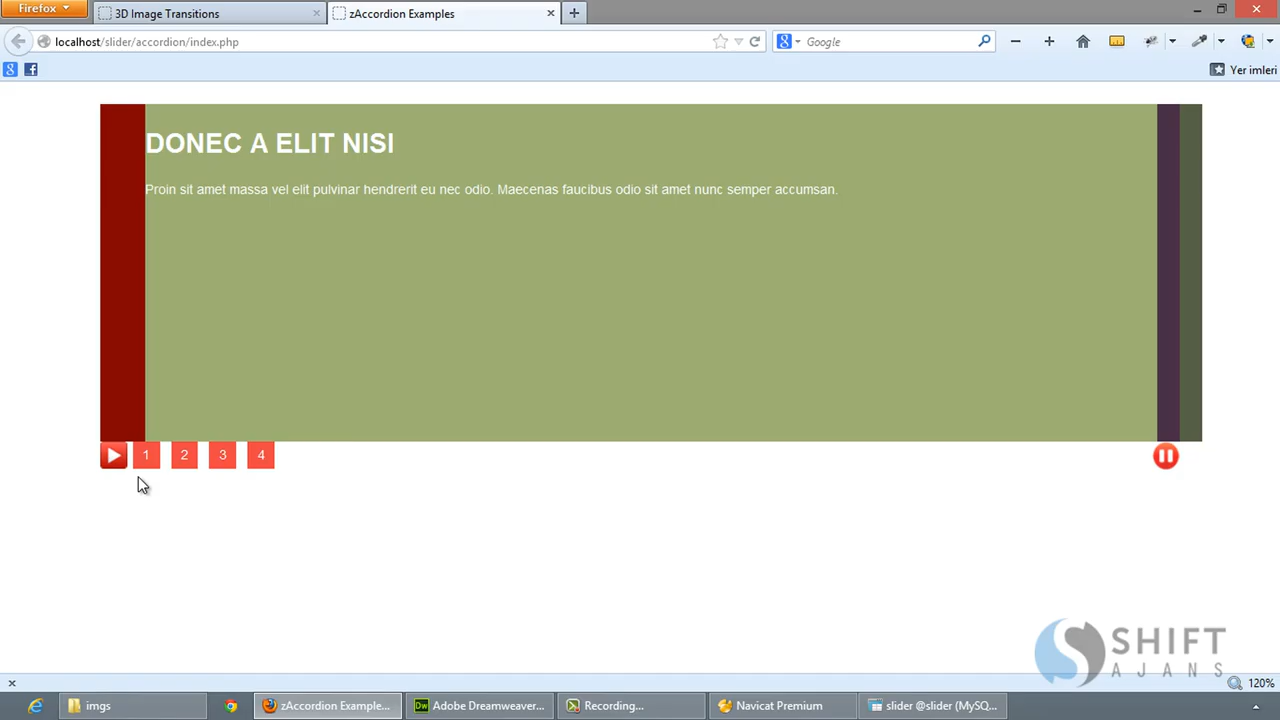 Firefox
3D Image Transitions
zAccordion Examples
localhost/slider/accordion/index.php
Google
Yer imleri
DONEC A ELIT NISI
Proin sit amet massa vel elit pulvinar hendrerit eu nec odio. Maecenas faucibus odio sit amet nunc semper accumsan.
1 2 3 4
SHIFT
AJANS
120%
imgs
zAccordion Example...
Dw Adobe Dreamweaver...
Recording...
Navicat Premium
slider @slider (MySQ...